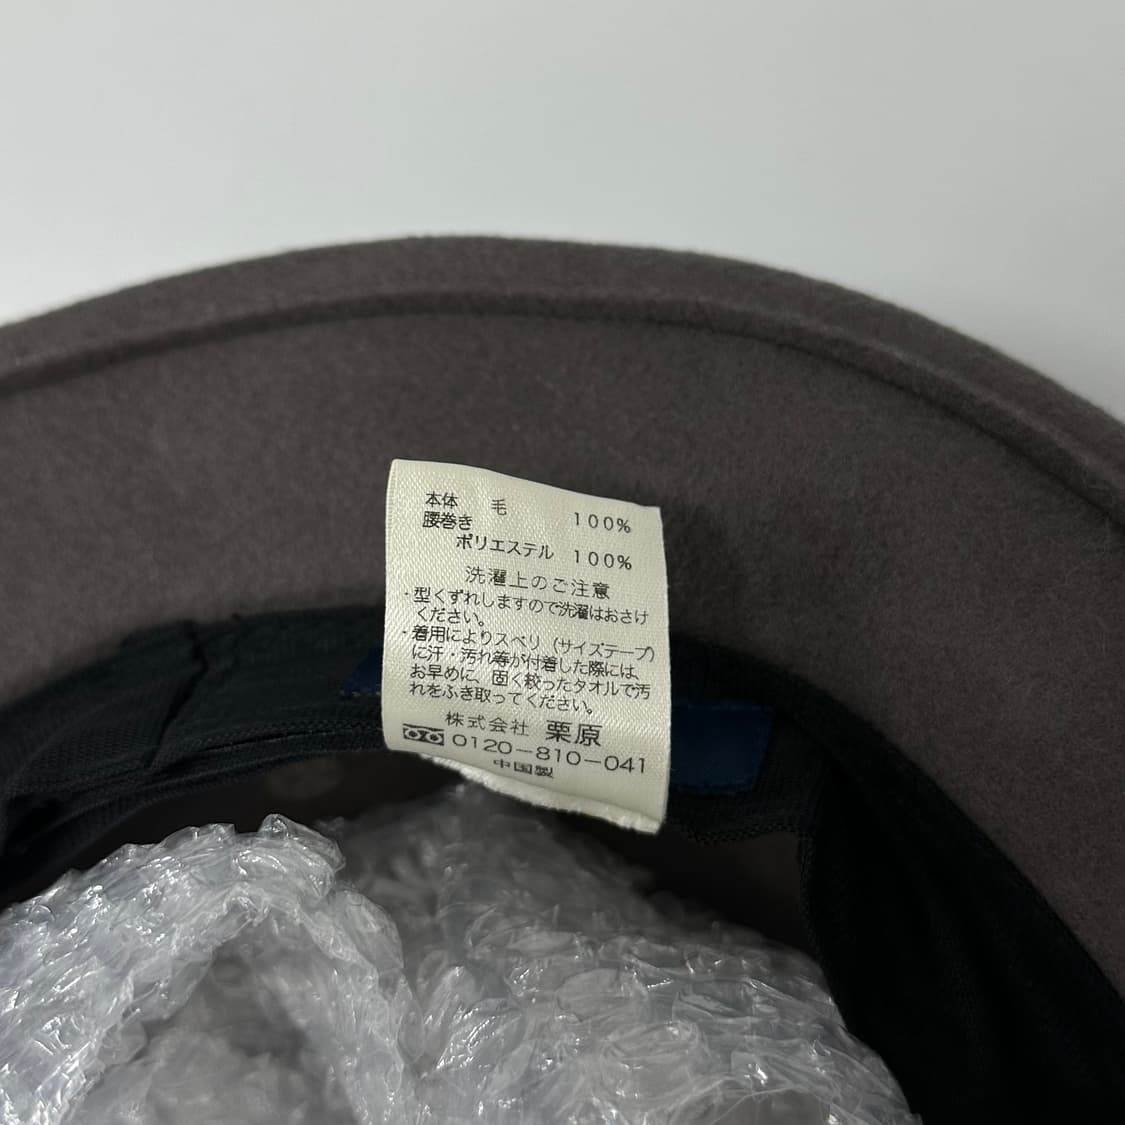 本体 毛 100%
腰巻き
ポリエステル 100%
洗濯上のご注意
・型くずれしますので洗濯はおさけ
ください。
・着用によりスベリ（サイズテープ）
に汗・汚れ等が付着した際には、
お早めに、固く絞ったタオルで汚
れをふき取ってください。
株式会社 栗原
0120-810-041
中国製